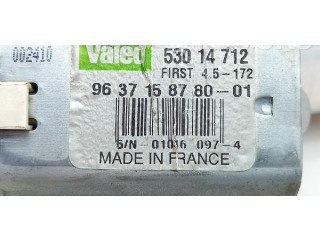 Valeo 530 14 712
002410
FIRST 4.5-172
96 37 15 87 80-01
S/N - 01016 097-4
MADE IN FRANCE